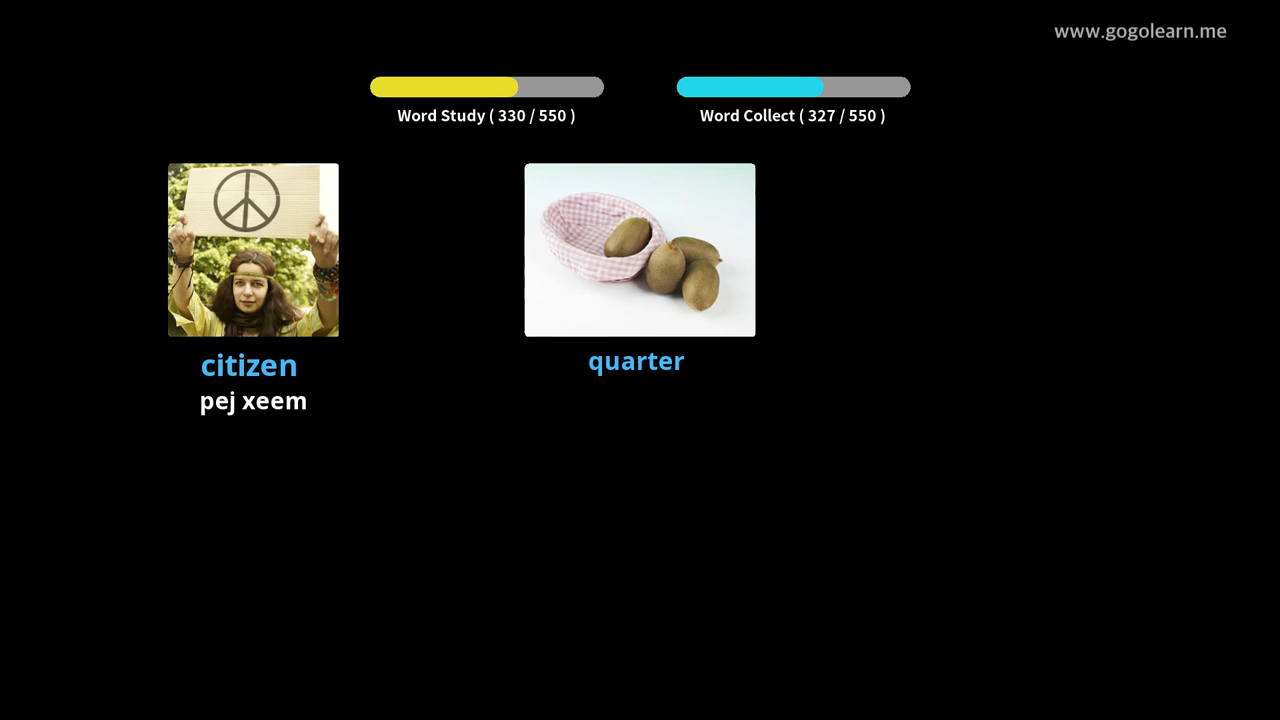 www.gogolearn.me
Word Study ( 330 / 550 )
Word Collect ( 327 / 550 )
citizen
pej xeem
quarter